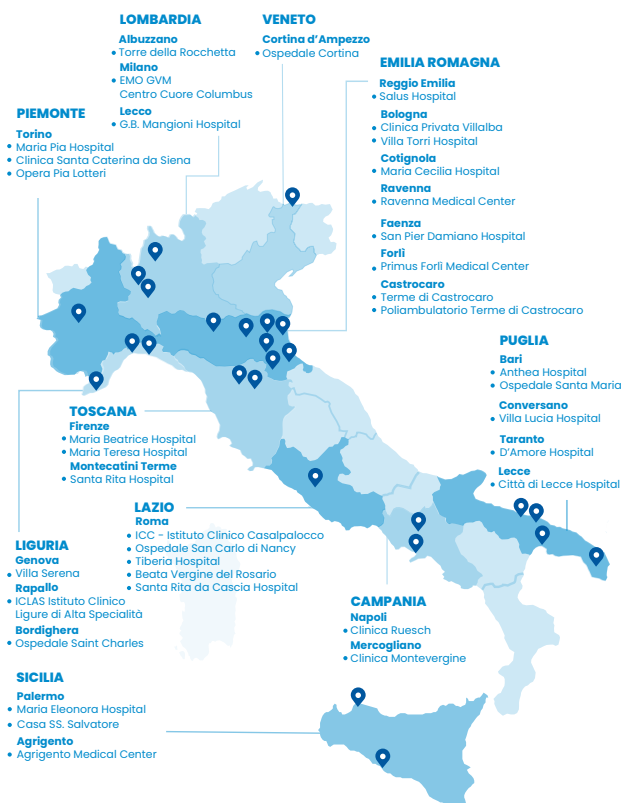 LOMBARDIA
Albuzzano
• Torre della Rocchetta
Milano
• EMO GVM
Centro Cuore Columbus
Lecco
• G.B. Mangioni Hospital
VENETO
Cortina d'Ampezzo
• Ospedale Cortina
EMILIA ROMAGNA
Reggio Emilia
• Salus Hospital
Bologna
• Clinica Privata Villalba
• Villa Torri Hospital
Cotignola
• Maria Cecilia Hospital
Ravenna
• Ravenna Medical Center
Faenza
• San Pier Damiano Hospital
Forlì
• Primus Forlì Medical Center
Castrocaro
• Terme di Castrocaro
• Poliambulatorio Terme di Castrocaro
PIEMONTE
Torino
• Maria Pia Hospital
• Clinica Santa Caterina da Siena
• Opera Pia Lotteri
PUGLIA
Bari
• Anthea Hospital
• Ospedale Santa Maria
Conversano
• Villa Lucia Hospital
Taranto
• D'Amore Hospital
Lecce
• Città di Lecce Hospital
TOSCANA
Firenze
• Maria Beatrice Hospital
• Maria Teresa Hospital
Montecatini Terme
• Santa Rita Hospital
LAZIO
Roma
• ICC - Istituto Clinico Casalpalocco
• Ospedale San Carlo di Nancy
• Tiberia Hospital
• Beata Vergine del Rosario
• Santa Rita da Cascia Hospital
LIGURIA
Genova
• Villa Serena
Rapallo
• ICLAS Istituto Clinico
Ligure di Alta Specialità
Bordighera
• Ospedale Saint Charles
CAMPANIA
Napoli
• Clinica Ruesch
Mercogliano
• Clinica Montevergine
SICILIA
Palermo
• Maria Eleonora Hospital
• Casa SS. Salvatore
Agrigento
• Agrigento Medical Center